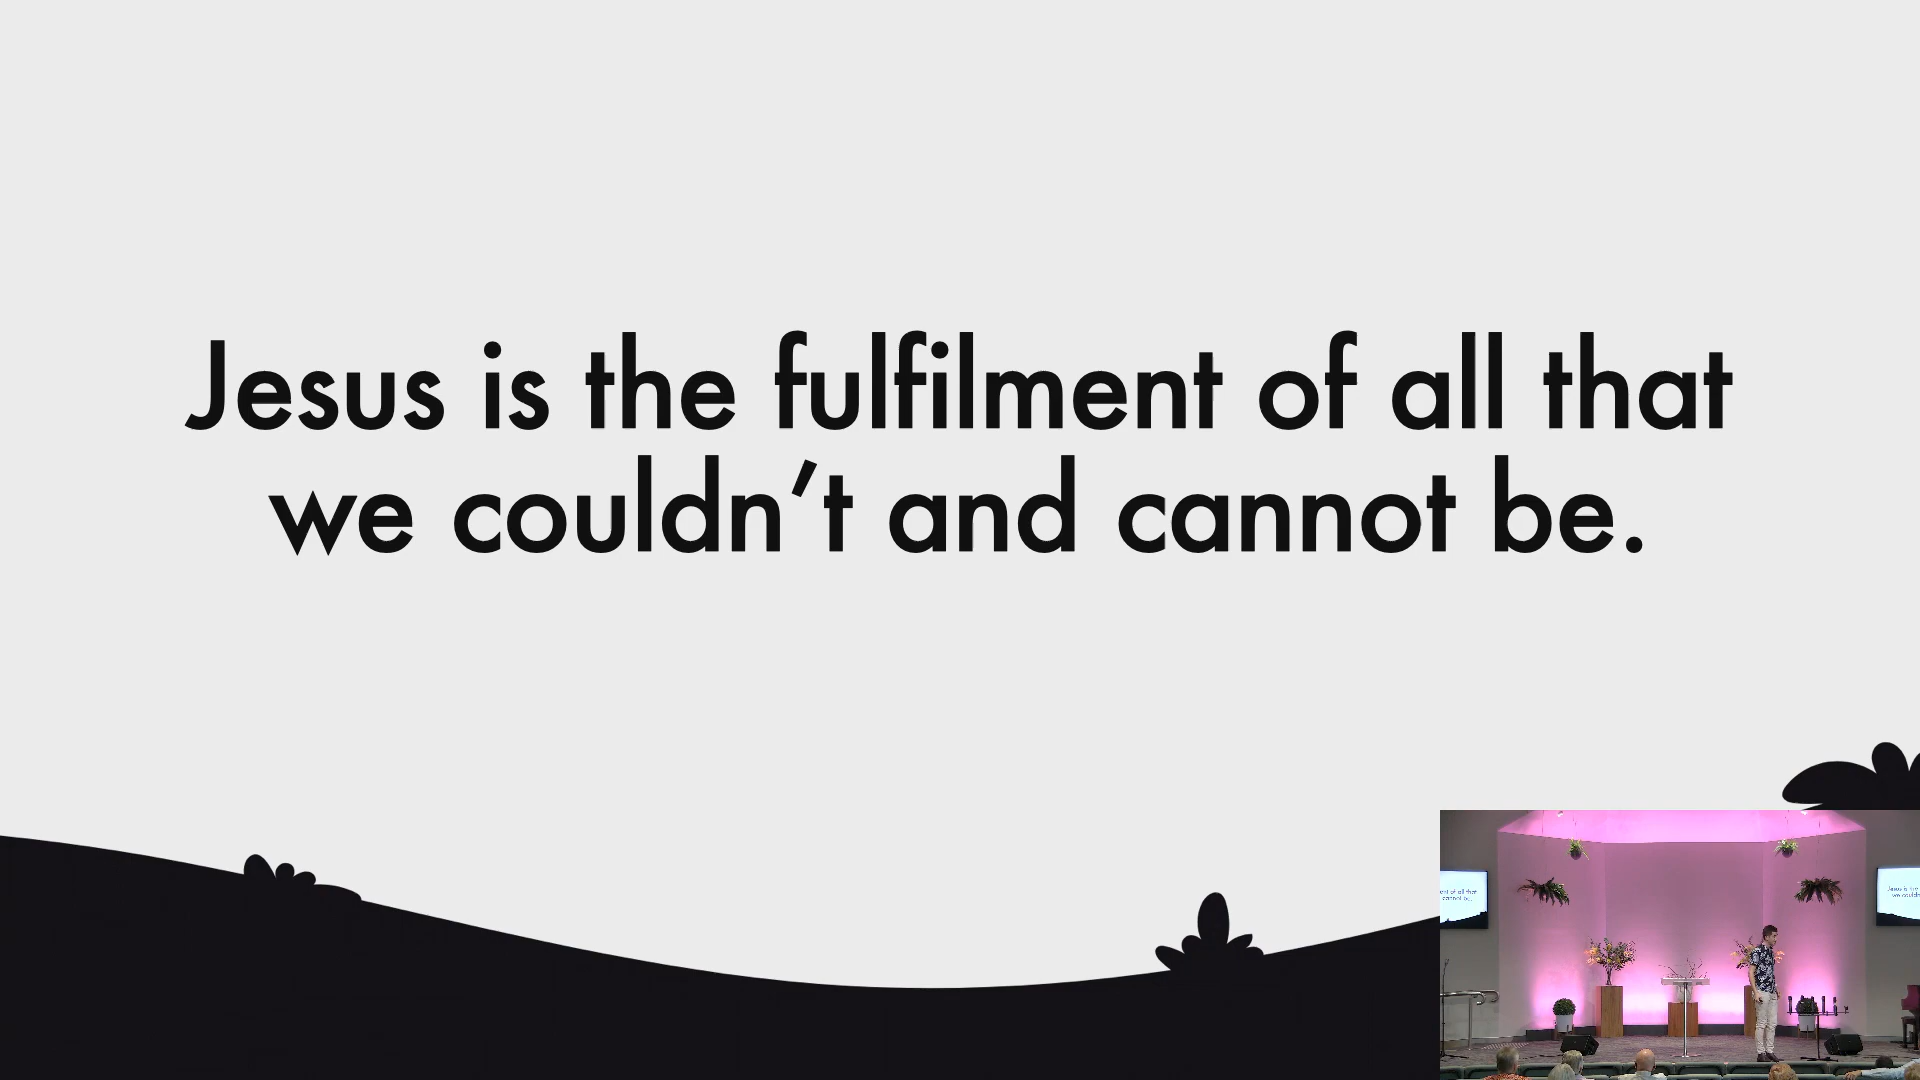 Jesus is the fulfilment of all that
we couldn’t and cannot be.